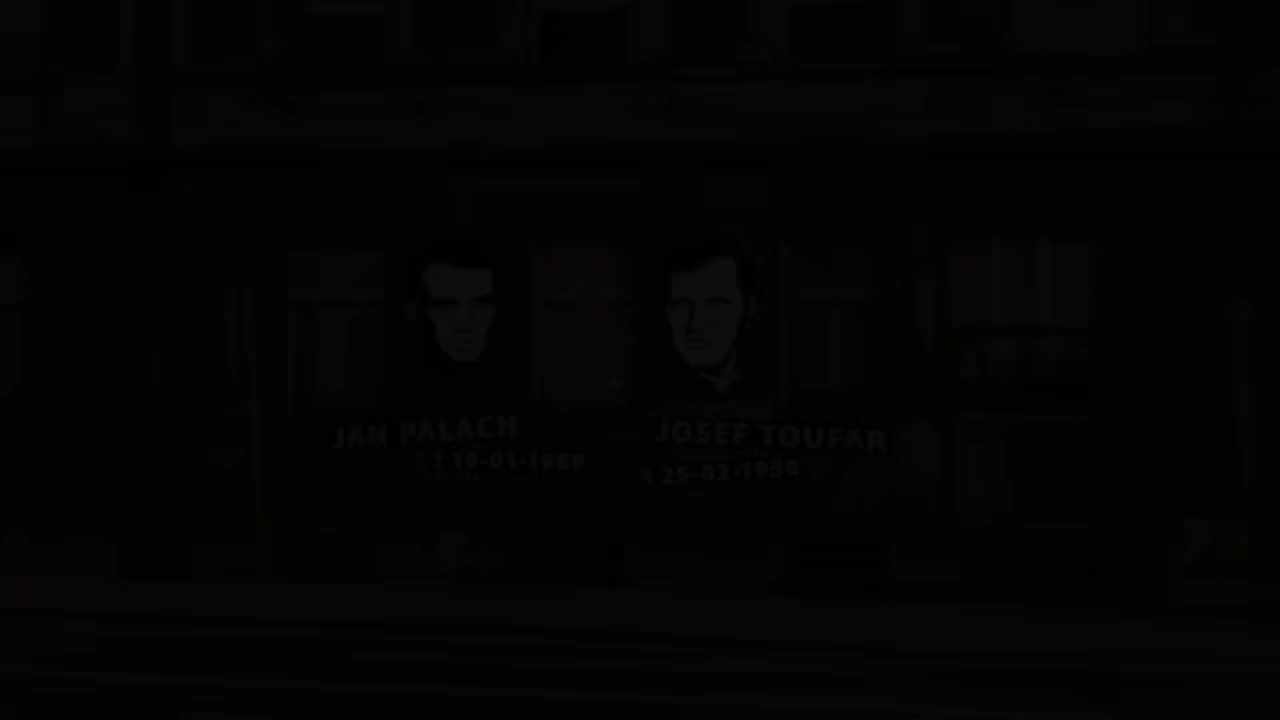 JAN PALACH
† 19-01-1969
JOSEF TOUFAR
† 25-02-1950